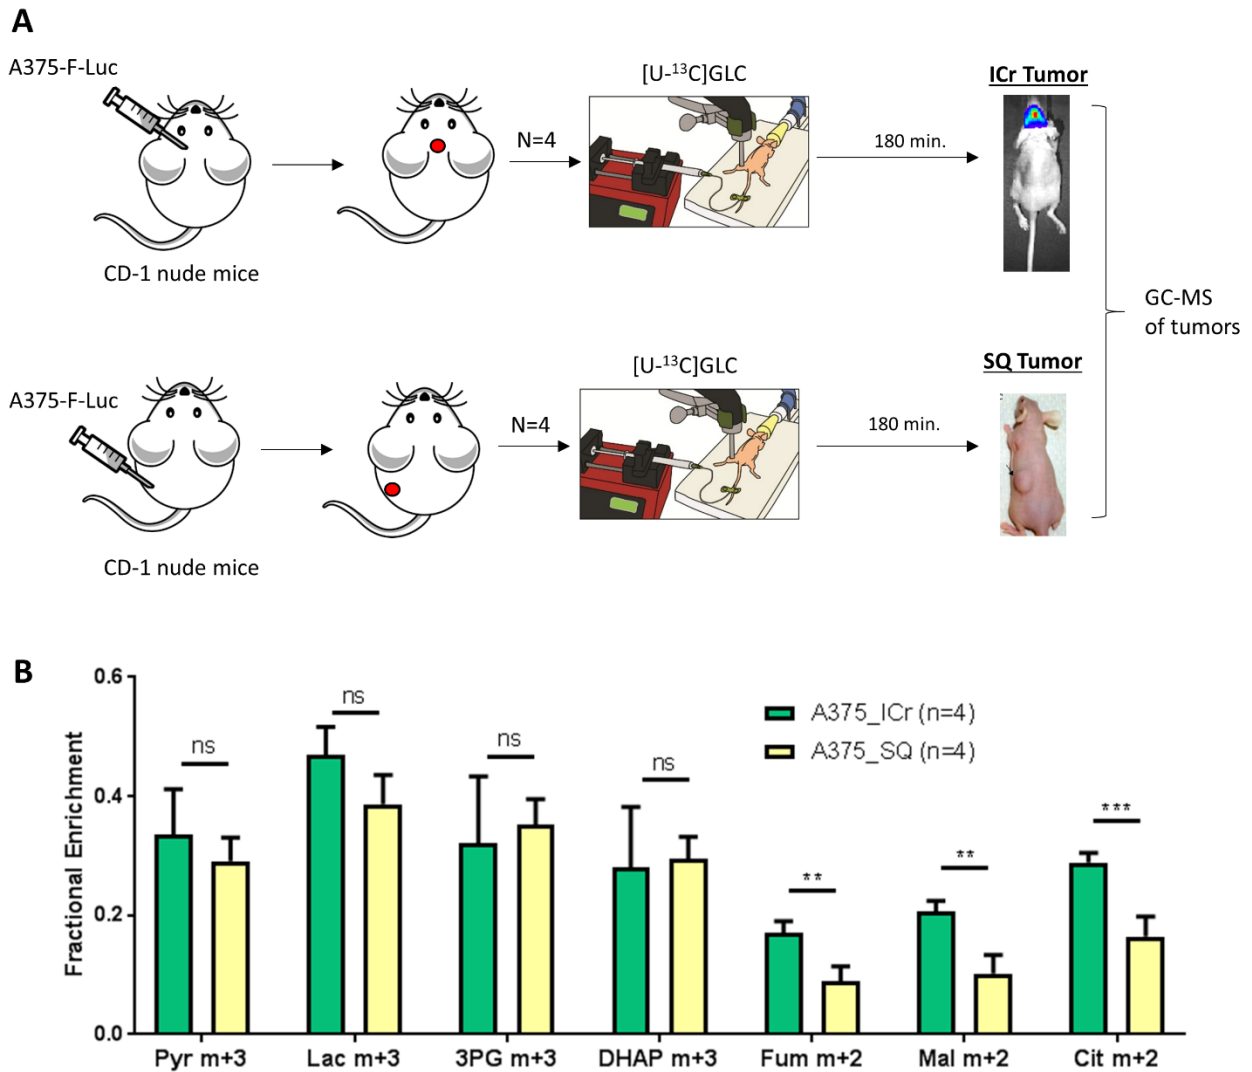 A
A375-F-Luc
CD-1 nude mice
N=4
[U-¹³C]GLC
180 min.
ICr Tumor
A375-F-Luc
CD-1 nude mice
N=4
[U-¹³C]GLC
180 min.
SQ Tumor
GC-MS
of tumors
B
Fractional Enrichment
0.6
0.4
0.2
0.0
ns
ns
ns
ns
**
**
***
A375_ICr (n=4)
A375_SQ (n=4)
Pyr m+3
Lac m+3
3PG m+3
DHAP m+3
Fum m+2
Mal m+2
Cit m+2